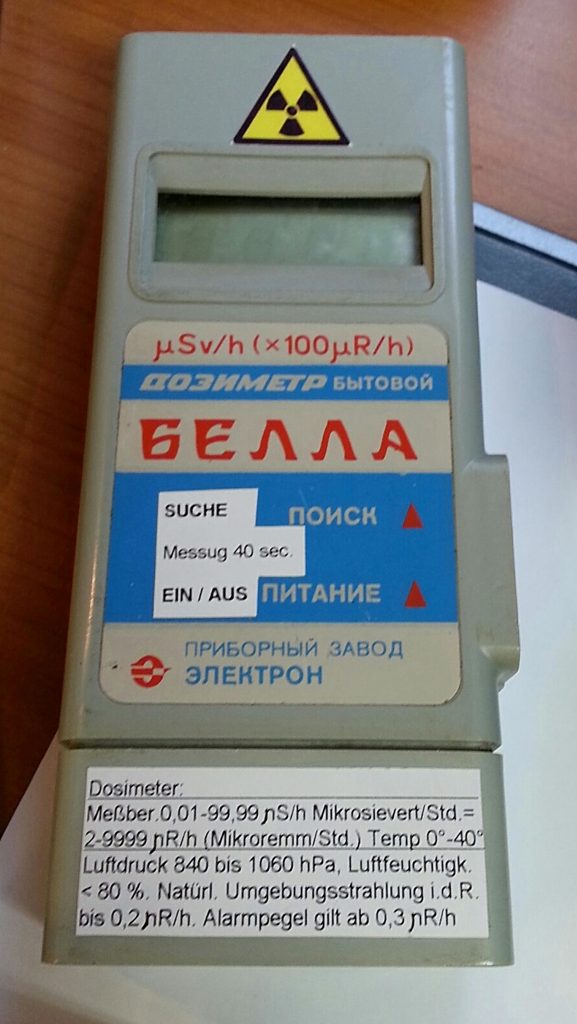 µSv/h (×100µR/h)
ДОЗИМЕТР БЫТОВОЙ
БЕЛЛА
SUCHE ПОИСК
Messug 40 sec.
EIN / AUS ПИТАНИЕ
ПРИБОРНЫЙ ЗАВОД
ЭЛЕКТРОН
Dosimeter:
Meßber.0,01-99,99 µS/h Mikrosievert/Std.=
2-9999 µR/h (Mikroremm/Std.) Temp 0°-40°
Luftdruck 840 bis 1060 hPa, Luftfeuchtigk.
< 80 %. Natürl. Umgebungsstrahlung i.d.R.
bis 0,2µR/h. Alarmpegel gilt ab 0,3 µR/h